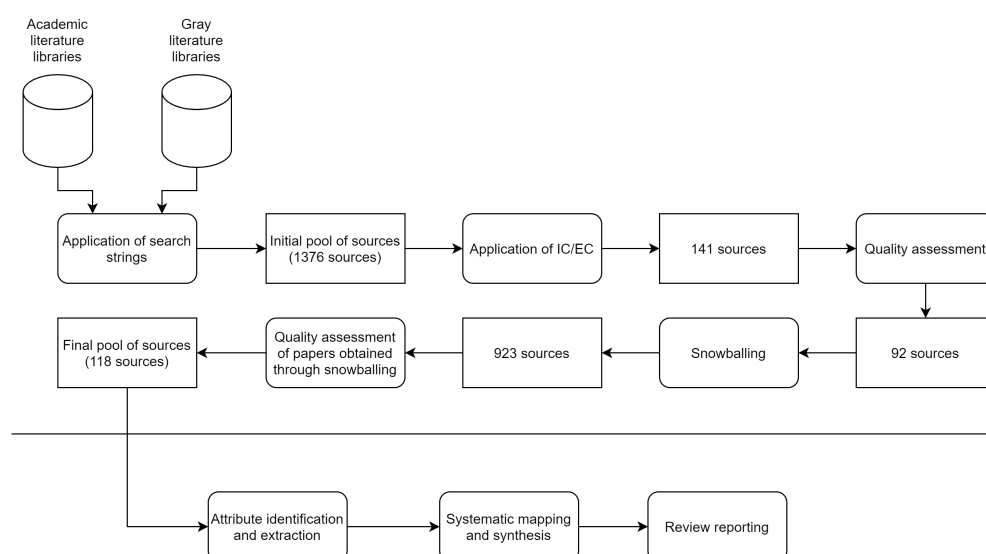 Academic
literature
libraries
Gray
literature
libraries
Application of search
strings
Initial pool of sources
(1376 sources)
Application of IC/EC
141 sources
Quality assessment
Final pool of sources
(118 sources)
Quality assessment
of papers obtained
through snowballing
923 sources
Snowballing
92 sources
Attribute identification
and extraction
Systematic mapping
and synthesis
Review reporting